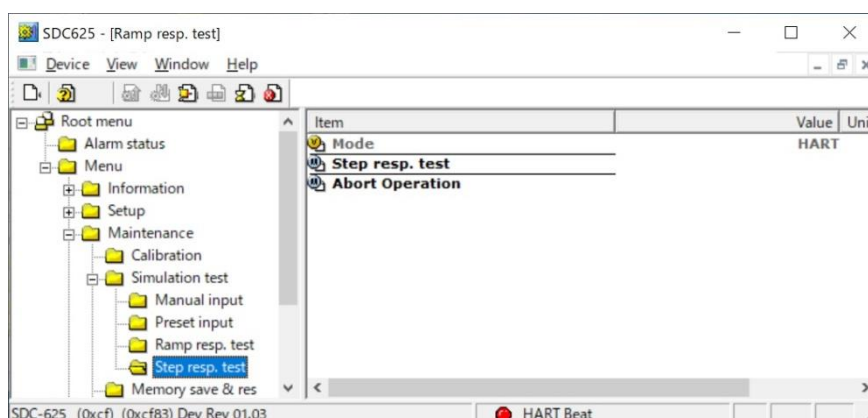 SDC625 - [Ramp resp. test]
Device View Window Help
Root menu
Alarm status
Menu
Information
Setup
Maintenance
Calibration
Simulation test
Manual input
Preset input
Ramp resp. test
Step resp. test
Memory save & res
Item Value Uni
Mode HART
Step resp. test
Abort Operation
SDC-625 (0xcf) (0xcf83) Dev Rev 01.03
HART Beat